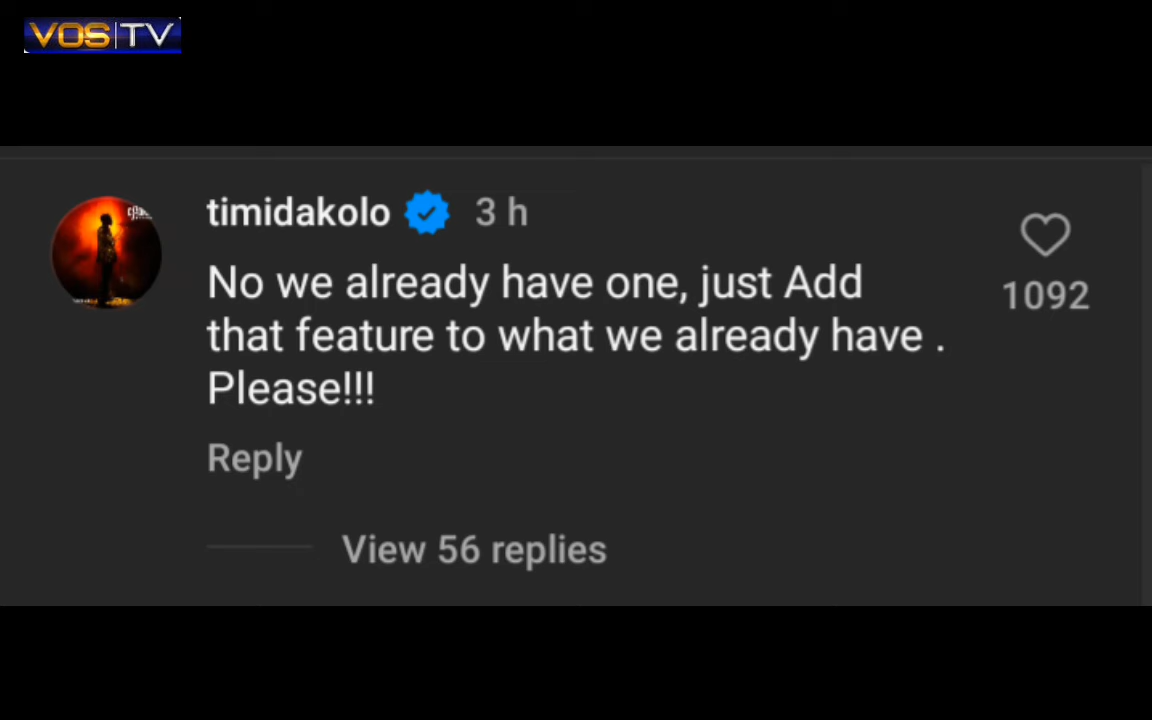 VOS TV
timidakolo 3 h
No we already have one, just Add
that feature to what we already have .
Please!!!
1092
Reply
View 56 replies